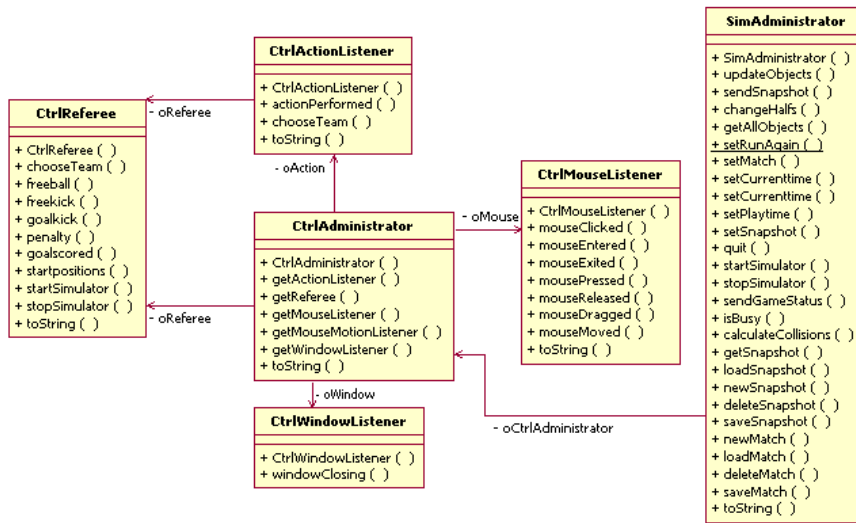 CtrlReferee
+ CtrlReferee ( )
+ chooseTeam ( )
+ freeball ( )
+ freekick ( )
+ goalkick ( )
+ penalty ( )
+ goalscored ( )
+ startpositions ( )
+ startSimulator ( )
+ stopSimulator ( )
+ toString ( )
- oReferee
- oReferee
CtrlActionListener
+ CtrlActionListener ( )
+ actionPerformed ( )
+ chooseTeam ( )
+ toString ( )
- oAction
CtrlAdministrator
+ CtrlAdministrator ( )
+ getActionListener ( )
+ getReferee ( )
+ getMouseListener ( )
+ getMouseMotionListener ( )
+ getWindowListener ( )
+ toString ( )
- oWindow
CtrlWindowListener
+ CtrlWindowListener ( )
+ windowClosing ( )
- oMouse
CtrlMouseListener
+ CtrlMouseListener ( )
+ mouseClicked ( )
+ mouseEntered ( )
+ mouseExited ( )
+ mousePressed ( )
+ mouseReleased ( )
+ mouseDragged ( )
+ mouseMoved ( )
+ toString ( )
- oCtrlAdministrator
SimAdministrator
+ SimAdministrator ( )
+ updateObjects ( )
+ sendSnapshot ( )
+ changeHalfs ( )
+ getAllObjects ( )
+ setRunAgain ( )
+ setMatch ( )
+ setCurrenttime ( )
+ setCurrenttime ( )
+ setPlaytime ( )
+ setSnapshot ( )
+ quit ( )
+ startSimulator ( )
+ stopSimulator ( )
+ sendGameStatus ( )
+ isBusy ( )
+ calculateCollisions ( )
+ getSnapshot ( )
+ loadSnapshot ( )
+ newSnapshot ( )
+ deleteSnapshot ( )
+ saveSnapshot ( )
+ newMatch ( )
+ loadMatch ( )
+ deleteMatch ( )
+ saveMatch ( )
+ toString ( )